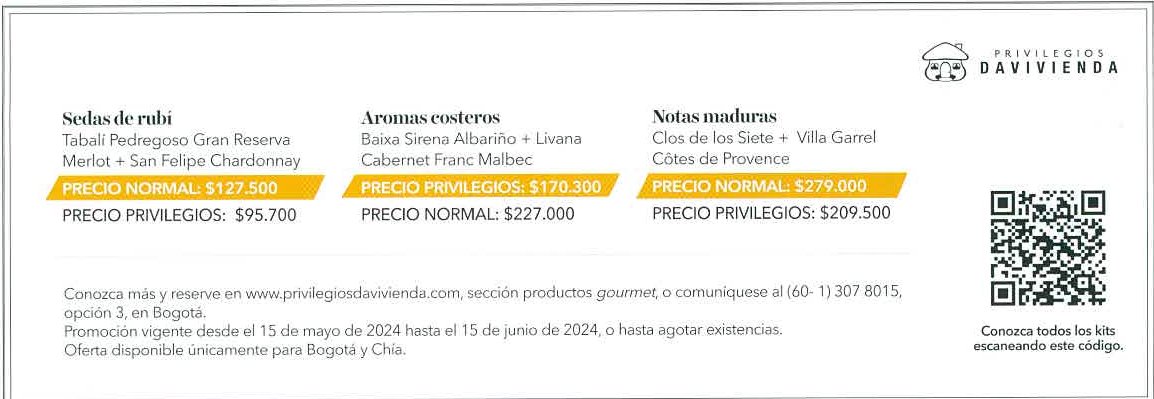 PRIVILEGIOS
DAVIVIENDA
Sedas de rubí
Tabalí Pedregoso Gran Reserva
Merlot + San Felipe Chardonnay
PRECIO NORMAL: $127.500
PRECIO PRIVILEGIOS: $95.700
Aromas costeros
Baixa Sirena Albariño + Livana
Cabernet Franc Malbec
PRECIO PRIVILEGIOS: $170.300
PRECIO NORMAL: $227.000
Notas maduras
Clos de los Siete + Villa Garrel
Côtes de Provence
PRECIO NORMAL: $279.000
PRECIO PRIVILEGIOS: $209.500
Conozca más y reserve en www.privilegiosdavivienda.com, sección productos gourmet, o comuníquese al (60- 1) 307 8015,
opción 3, en Bogotá.
Promoción vigente desde el 15 de mayo de 2024 hasta el 15 de junio de 2024, o hasta agotar existencias.
Oferta disponible únicamente para Bogotá y Chía.
Conozca todos los kits
escaneando este código.